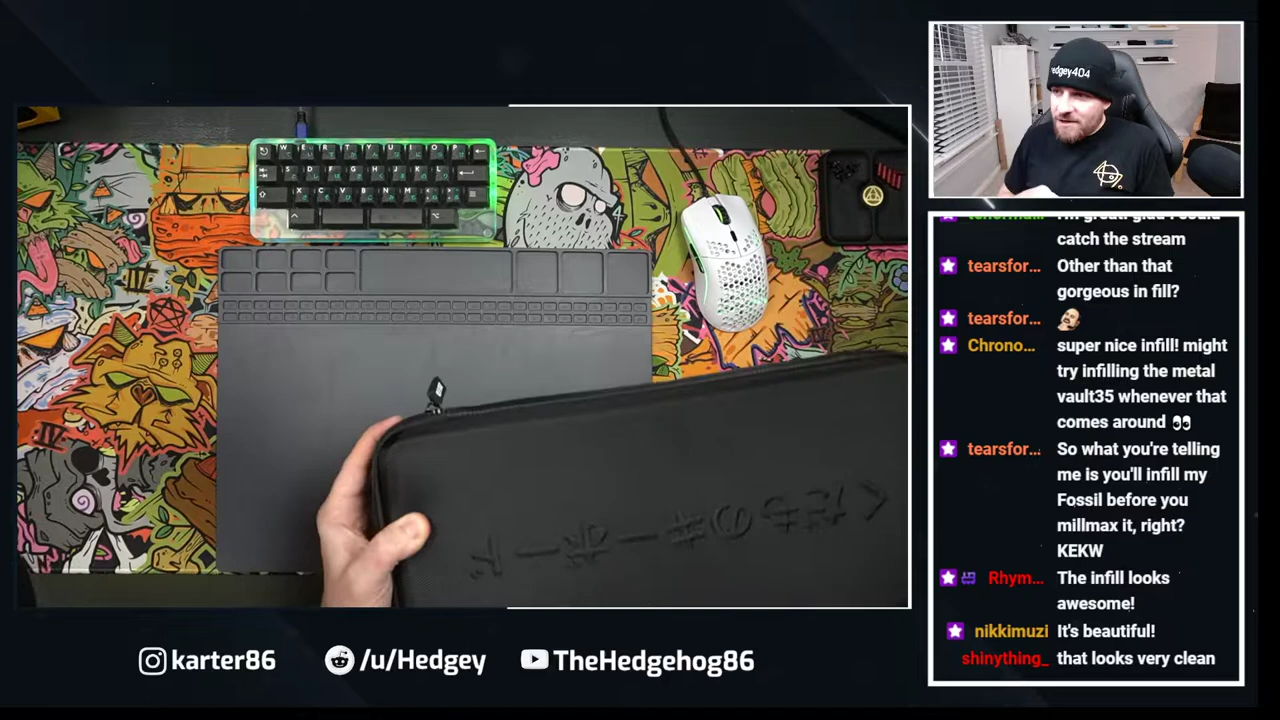 hedgey404
W E R T Y U I O P
S D F G H J K L
X C V B N M
IV
catch the stream
tearsfor...
Other than that
gorgeous in fill?
tearsfor...
Chrono...
super nice infill! might
try infilling the metal
vault35 whenever that
comes around
tearsfor...
So what you're telling
me is you'll infill my
Fossil before you
millmax it, right?
KEKW
Rhym...
The infill looks
awesome!
nikkimuzi
It's beautiful!
shinything_
that looks very clean
karter86
/u/Hedgey
TheHedgehog86